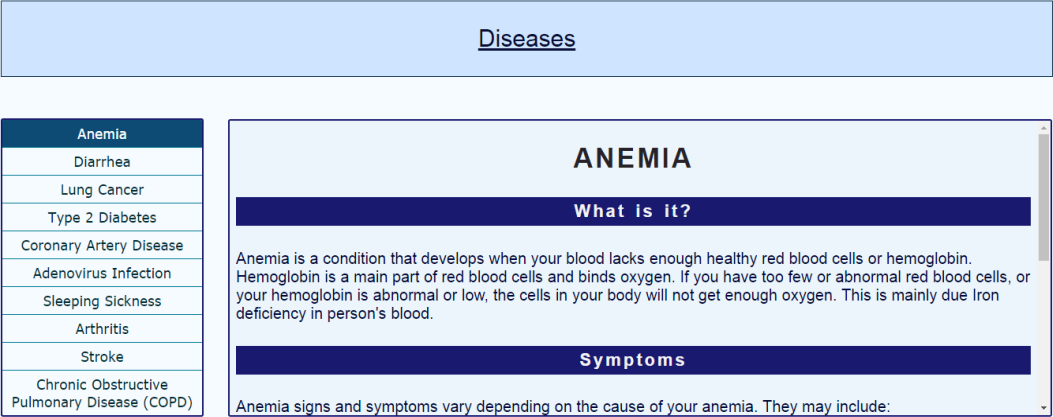 Diseases
Anemia
Diarrhea
Lung Cancer
Type 2 Diabetes
Coronary Artery Disease
Adenovirus Infection
Sleeping Sickness
Arthritis
Stroke
Chronic Obstructive
Pulmonary Disease (COPD)
ANEMIA
What is it?
Anemia is a condition that develops when your blood lacks enough healthy red blood cells or hemoglobin.
Hemoglobin is a main part of red blood cells and binds oxygen. If you have too few or abnormal red blood cells, or
your hemoglobin is abnormal or low, the cells in your body will not get enough oxygen. This is mainly due Iron
deficiency in person's blood.
Symptoms
Anemia signs and symptoms vary depending on the cause of your anemia. They may include: